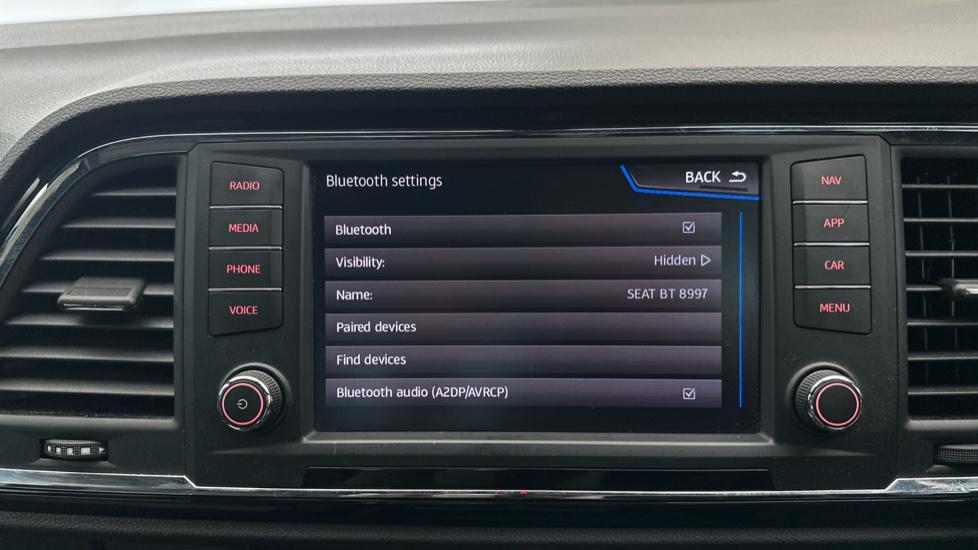 Bluetooth settings
BACK
Bluetooth
Visibility: Hidden
Name: SEAT BT 8997
Paired devices
Find devices
Bluetooth audio (A2DP/AVRCP)
RADIO
MEDIA
PHONE
VOICE
NAV
APP
CAR
MENU